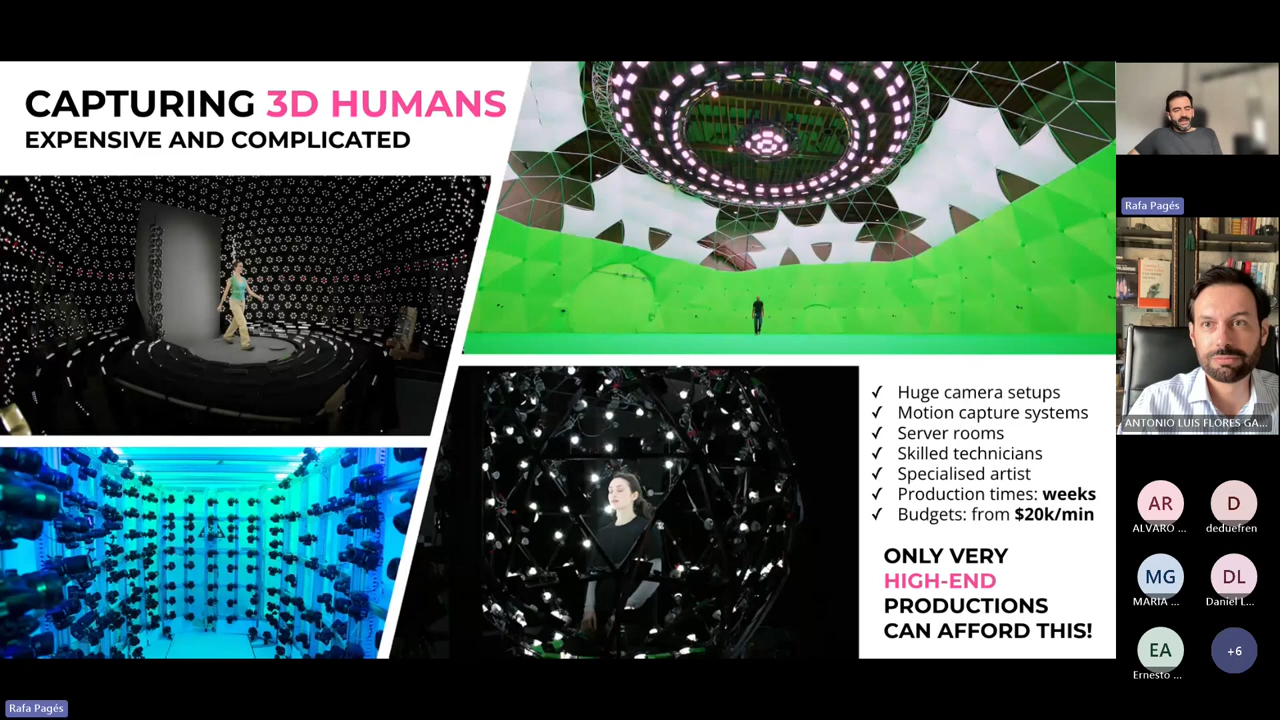 CAPTURING 3D HUMANS
EXPENSIVE AND COMPLICATED
✓ Huge camera setups
✓ Motion capture systems
✓ Server rooms
✓ Skilled technicians
✓ Specialised artist
✓ Production times: weeks
✓ Budgets: from $20k/min
ONLY VERY
HIGH-END
PRODUCTIONS
CAN AFFORD THIS!
Rafa Pagés
ANTONIO LUIS FLORES GA...
AR
ALVARO ...
D
deduefren
MG
MARIA ...
DL
Daniel L...
EA
Ernesto ...
+6
Rafa Pagés